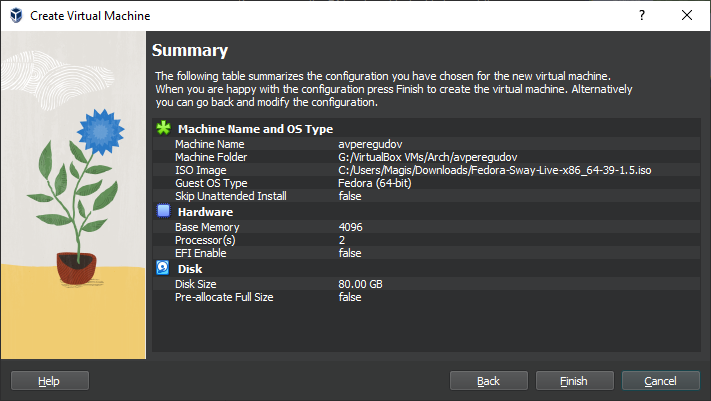 Create Virtual Machine
?
Summary
The following table summarizes the configuration you have chosen for the new virtual machine.
When you are happy with the configuration press Finish to create the virtual machine. Alternatively
you can go back and modify the configuration.
Machine Name and OS Type
Machine Name avperegudov
Machine Folder G:/VirtualBox VMs/Arch/avperegudov
ISO Image C:/Users/Magis/Downloads/Fedora-Sway-Live-x86_64-39-1.5.iso
Guest OS Type Fedora (64-bit)
Skip Unattended Install false
Hardware
Base Memory 4096
Processor(s) 2
EFI Enable false
Disk
Disk Size 80.00 GB
Pre-allocate Full Size false
Help Back Finish Cancel